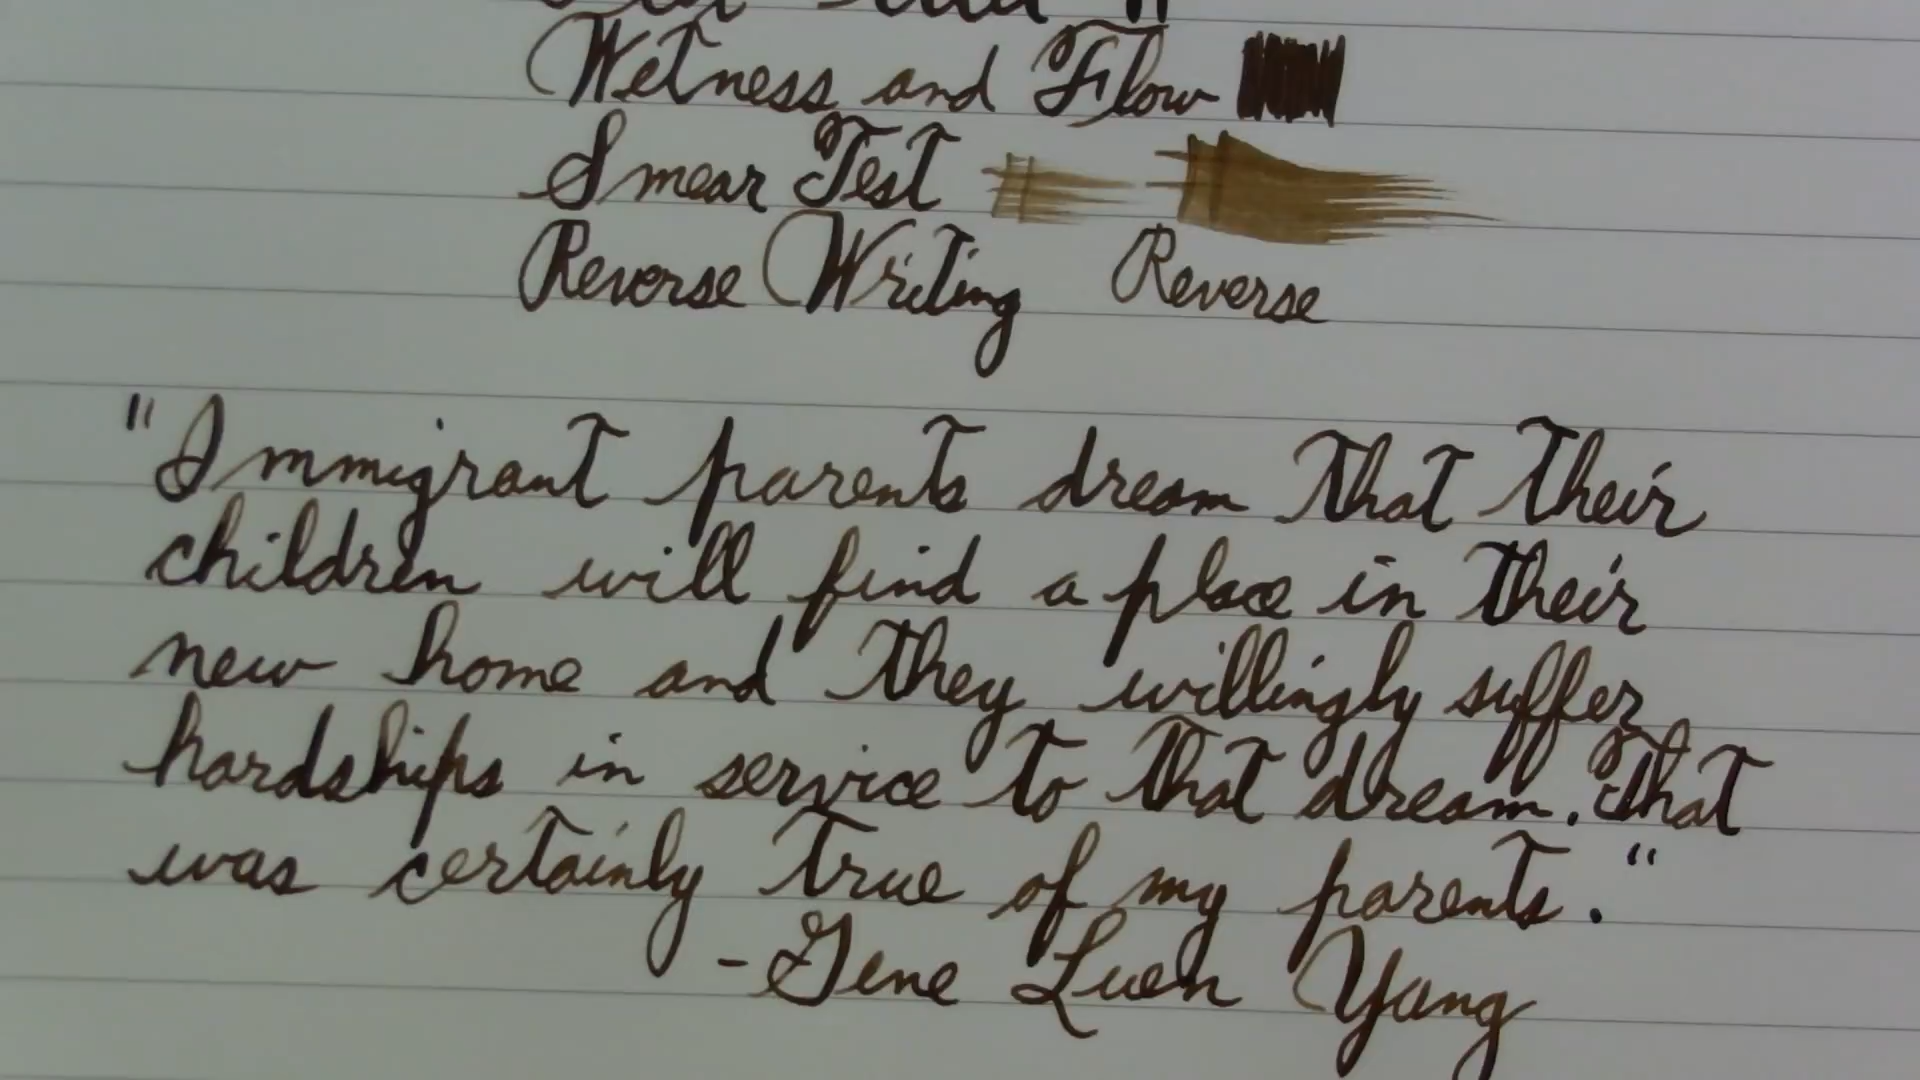 Wetness and Flow
Smear Test
Reverse Writing Reverse
"Immigrant parents dream that their
children will find a place in their
new home and they willingly suffer
hardships in service to that dream. That
was certainly true of my parents."
-Gene Luen Yang